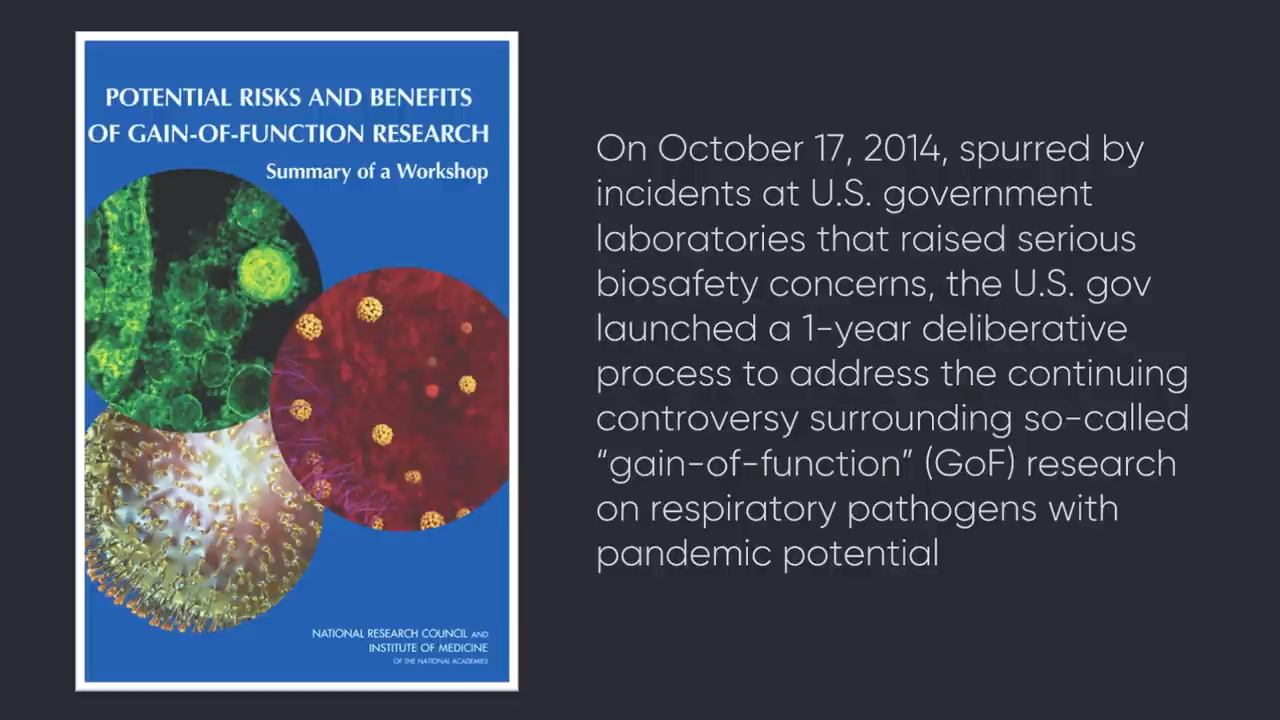 POTENTIAL RISKS AND BENEFITS
OF GAIN-OF-FUNCTION RESEARCH
Summary of a Workshop
NATIONAL RESEARCH COUNCIL AND
INSTITUTE OF MEDICINE
OF THE NATIONAL ACADEMIES
On October 17, 2014, spurred by
incidents at U.S. government
laboratories that raised serious
biosafety concerns, the U.S. gov
launched a 1-year deliberative
process to address the continuing
controversy surrounding so-called
“gain-of-function” (GoF) research
on respiratory pathogens with
pandemic potential